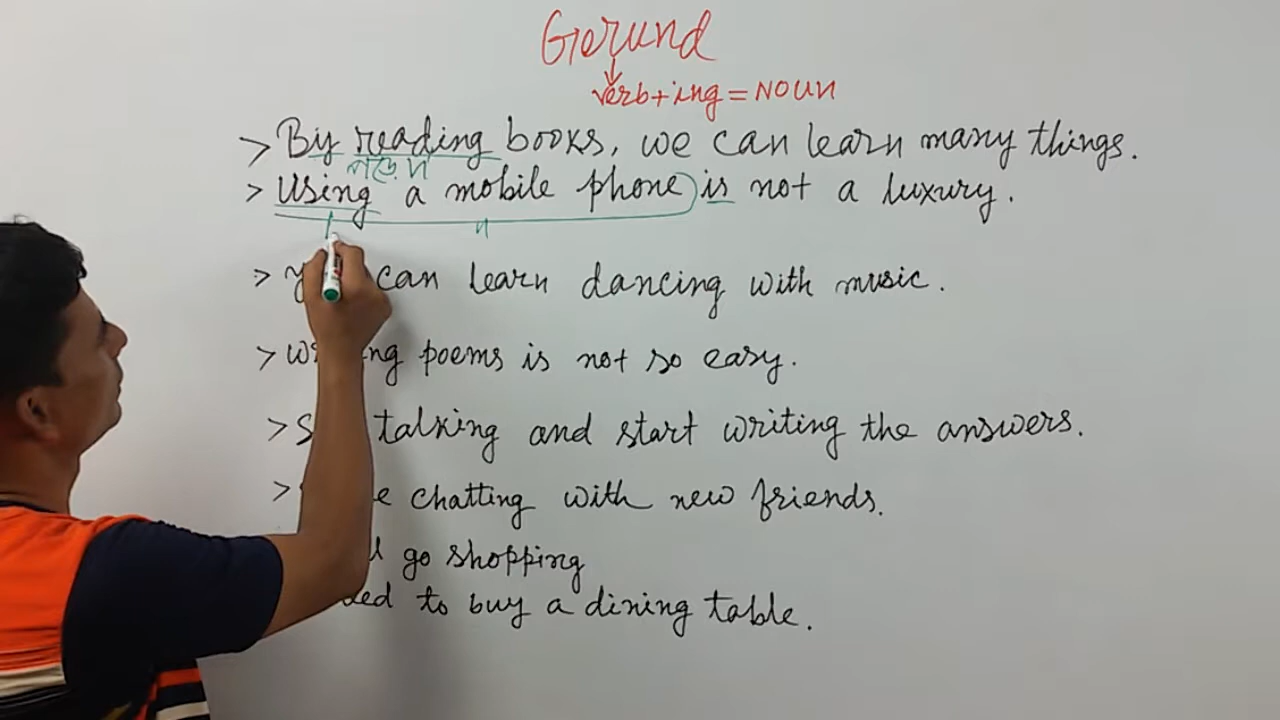 Gerund
verb+ing = NOUN
> By reading books, we can learn many things.
> Using a mobile phone is not a luxury.
n
> can learn dancing with music.
> poems is not so easy.
> talking and start writing the answers.
> chatting with new friends.
go shopping
to buy a dining table.